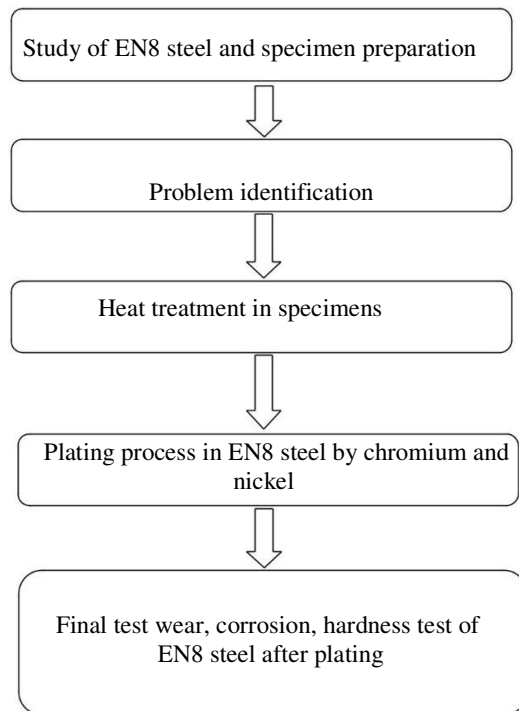 Study of EN8 steel and specimen preparation
Problem identification
Heat treatment in specimens
Plating process in EN8 steel by chromium and
nickel
Final test wear, corrosion, hardness test of
EN8 steel after plating